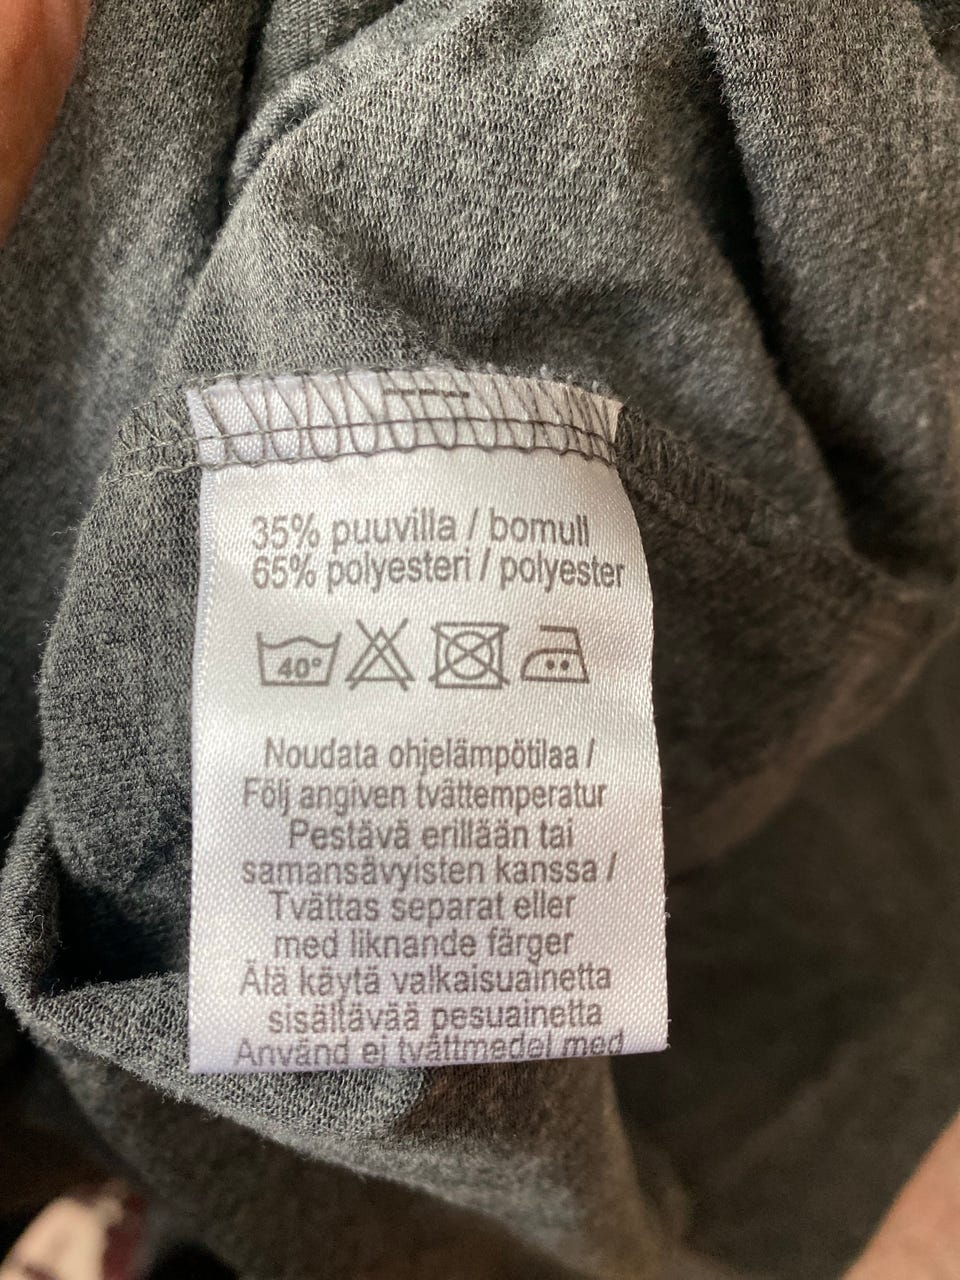 35% puuvilla / bomull
65% polyesteri / polyester
40°
Noudata ohjelämpötilaa /
Följ angiven tvättemperatur
Pestävä erillään tai
samansävyisten kanssa /
Tvättas separat eller
med liknande färger
Älä käytä valkaisuainetta
sisältävää pesuainetta
Använd ej tvättmedel med